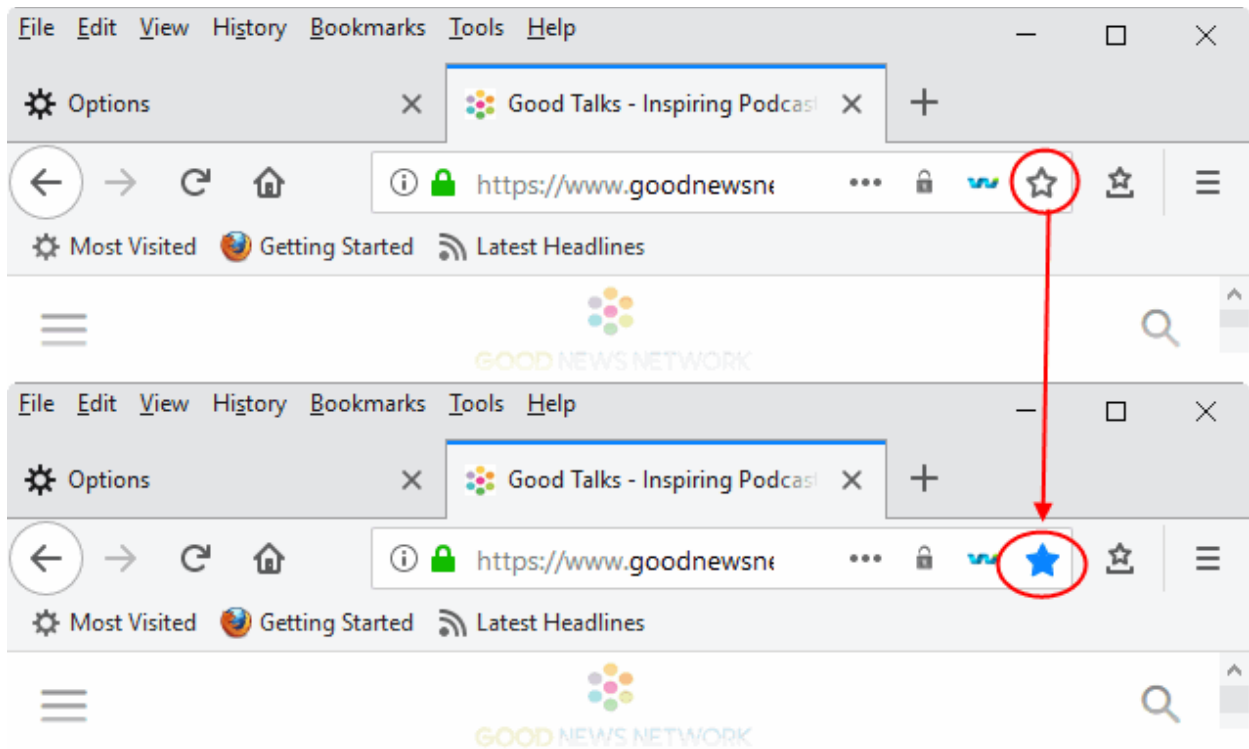 File Edit View History Bookmarks Tools Help
Options Good Talks - Inspiring Podcast
https://www.goodnewsne
Most Visited Getting Started Latest Headlines
GOOD NEWS NETWORK
File Edit View History Bookmarks Tools Help
Options Good Talks - Inspiring Podcast
https://www.goodnewsne
Most Visited Getting Started Latest Headlines
GOOD NEWS NETWORK